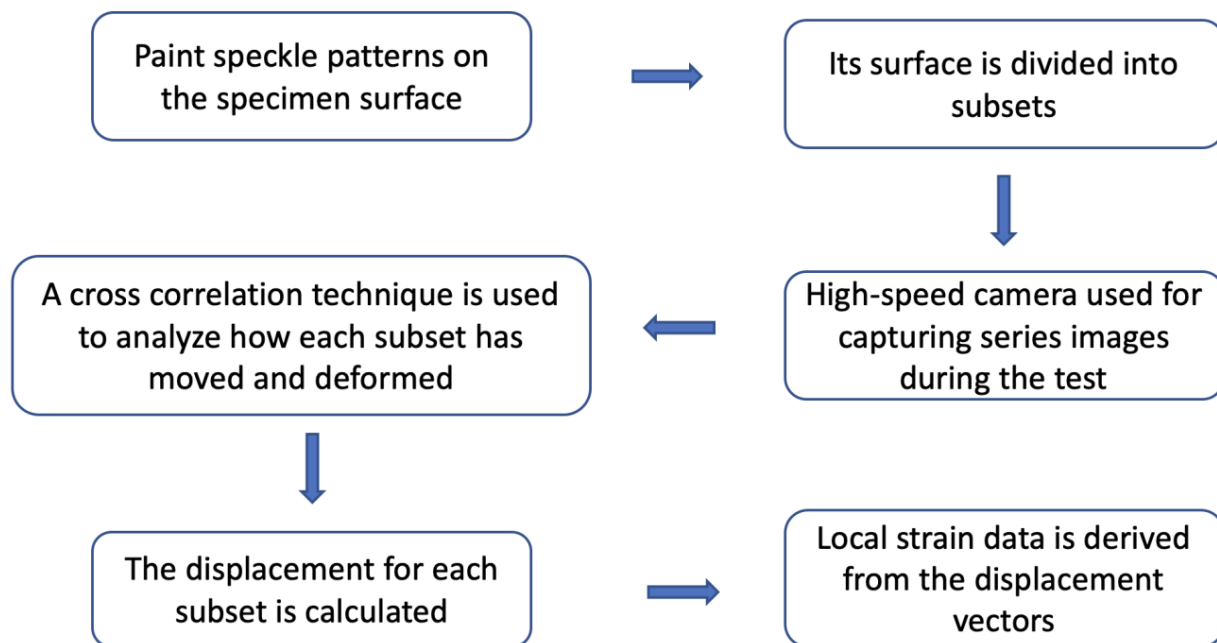 Paint speckle patterns on
the specimen surface
Its surface is divided into
subsets
High-speed camera used for
capturing series images
during the test
A cross correlation technique is used
to analyze how each subset has
moved and deformed
The displacement for each
subset is calculated
Local strain data is derived
from the displacement
vectors